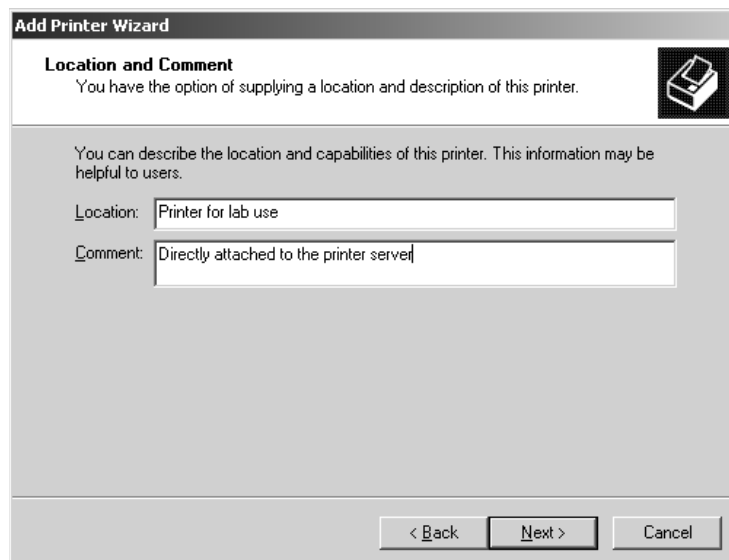 Add Printer Wizard
Location and Comment
You have the option of supplying a location and description of this printer.
You can describe the location and capabilities of this printer. This information may be
helpful to users.
Location: Printer for lab use
Comment: Directly attached to the printer server
< Back Next > Cancel